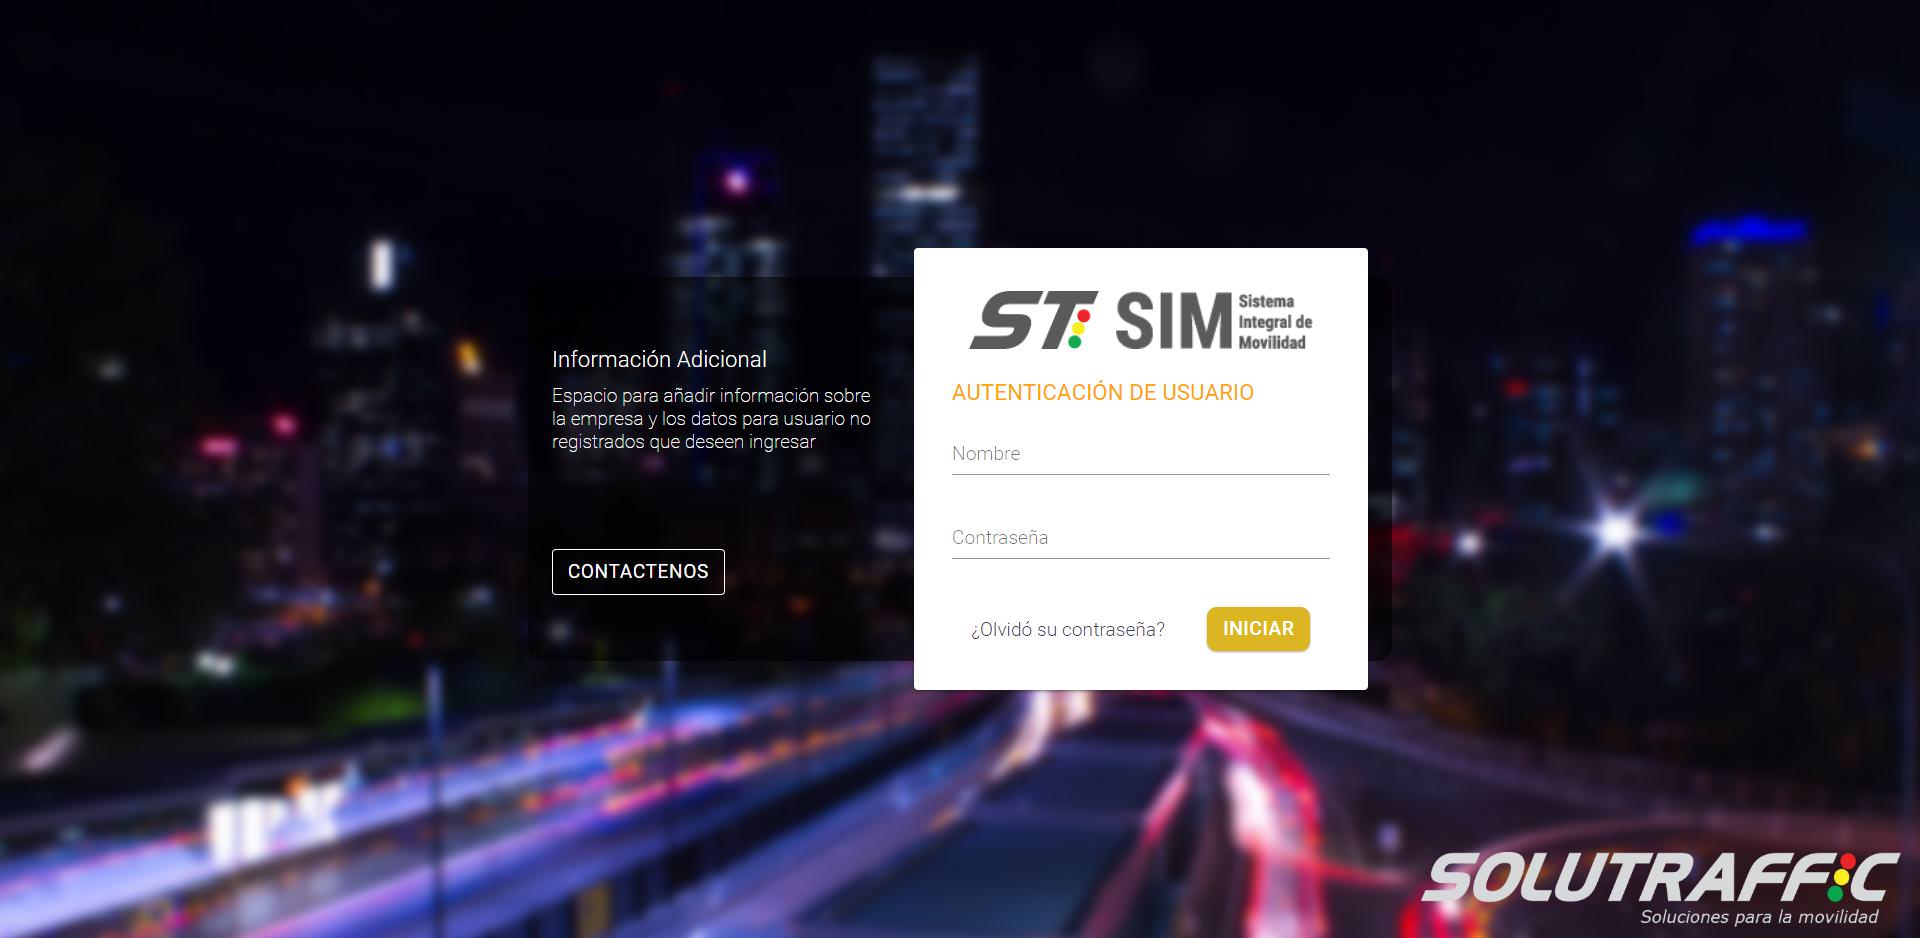 Información Adicional
Espacio para añadir información sobre
la empresa y los datos para usuario no
registrados que deseen ingresar
CONTACTENOS
ST SIM Sistema
Integral de
Movilidad
AUTENTICACIÓN DE USUARIO
Nombre
Contraseña
¿Olvidó su contraseña? INICIAR
SOLUTRAFFIC
Soluciones para la movilidad